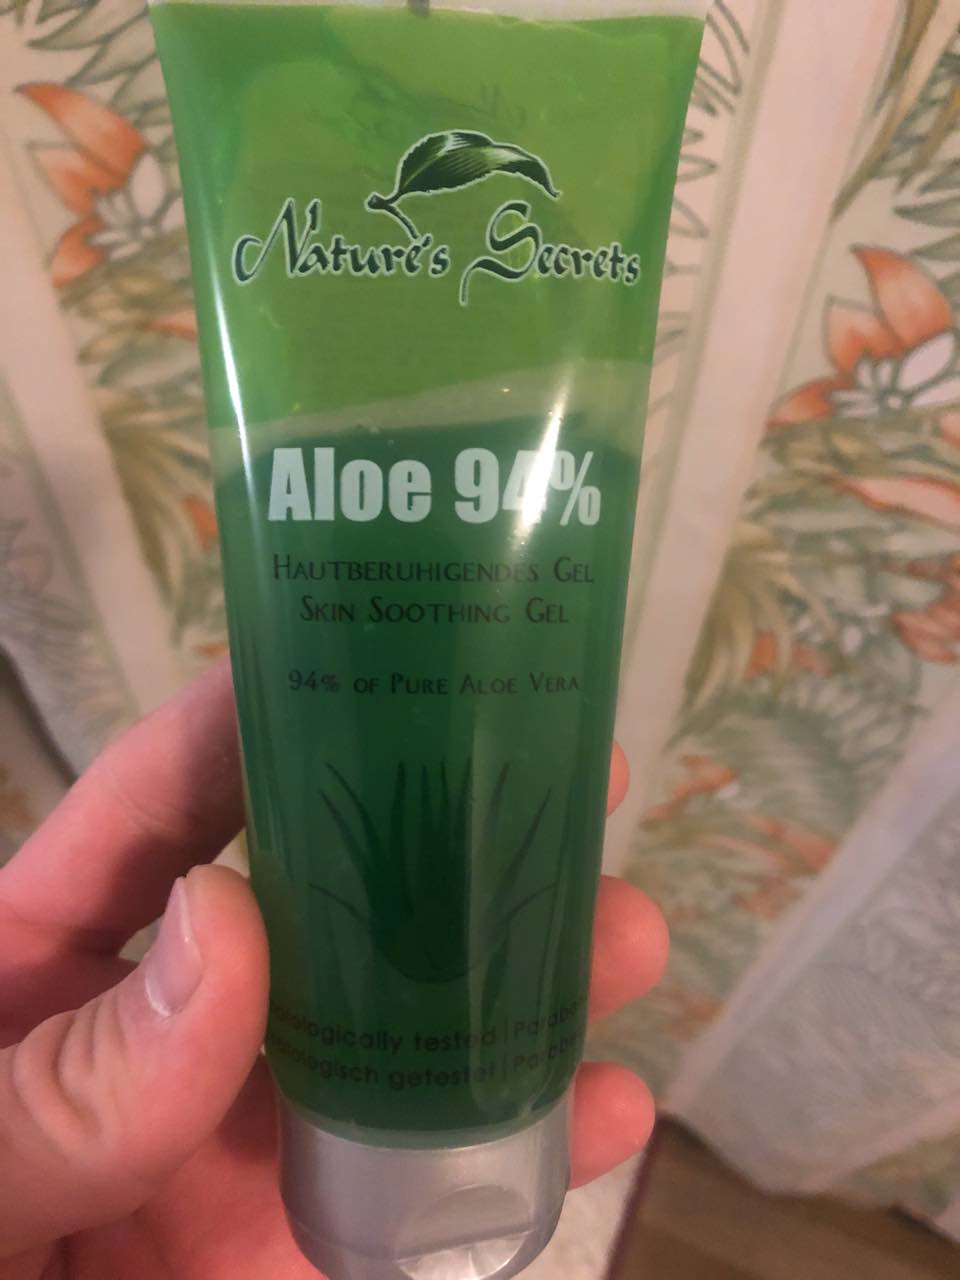 Nature's Secrets
Aloe 94%
Hautberuhigendes Gel
Skin Soothing Gel
94% of Pure Aloe Vera
tested |
getestet |